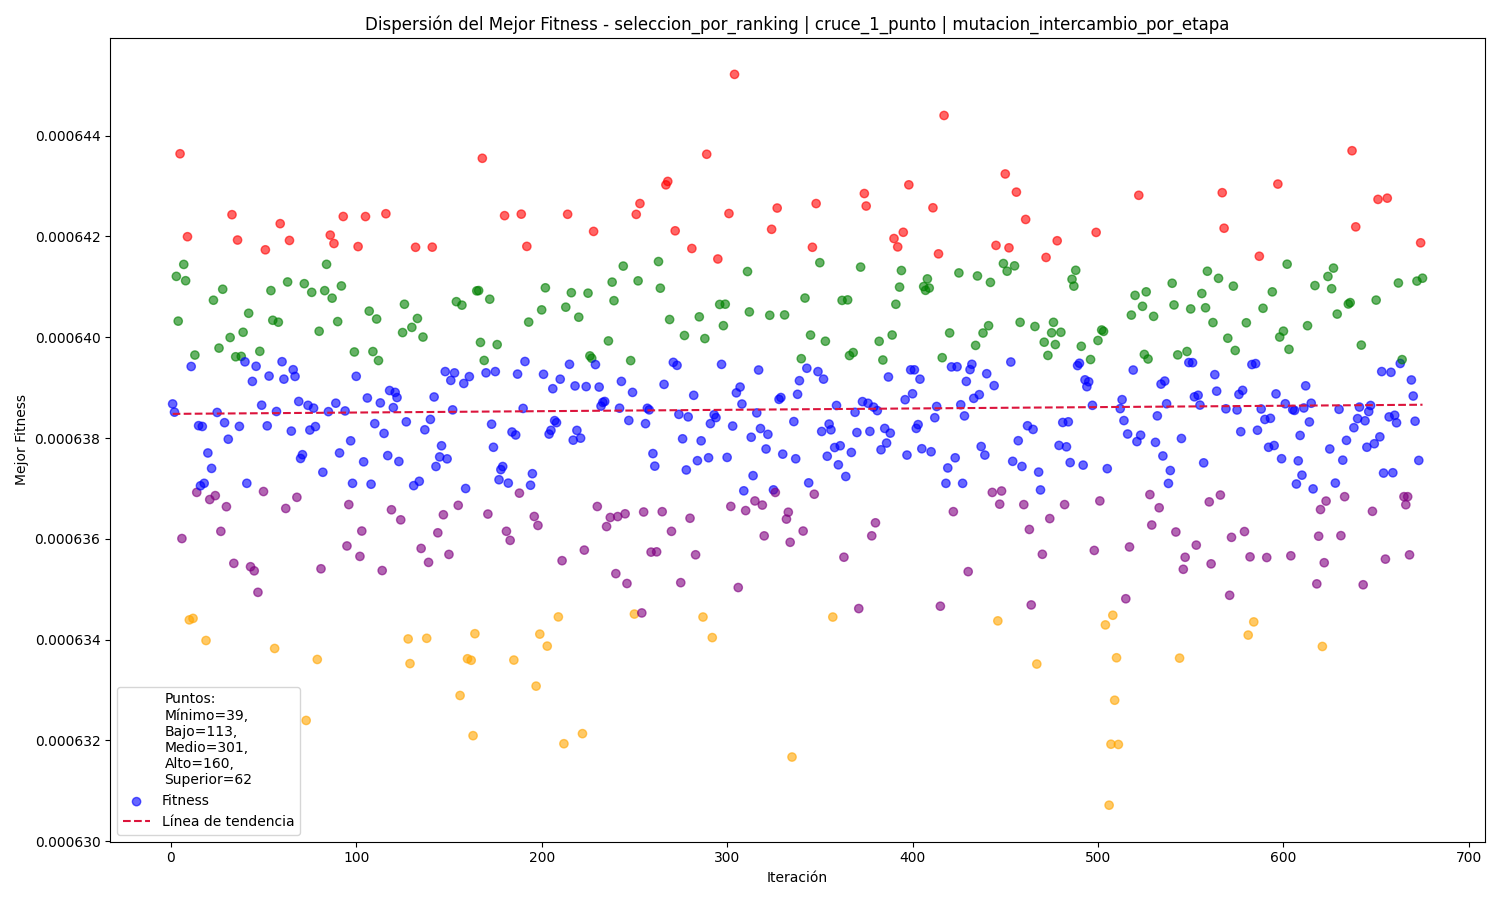 Dispersión del Mejor Fitness - seleccion_por_ranking | cruce_1_punto | mutacion_intercambio_por_etapa
Mejor Fitness
0.000644
0.000642
0.000640
0.000638
0.000636
0.000634
0.000632
0.000630
Puntos:
Mínimo=39,
Bajo=113,
Medio=301,
Alto=160,
Superior=62
Fitness
Línea de tendencia
0 100 200 300 400 500 600 700
Iteración